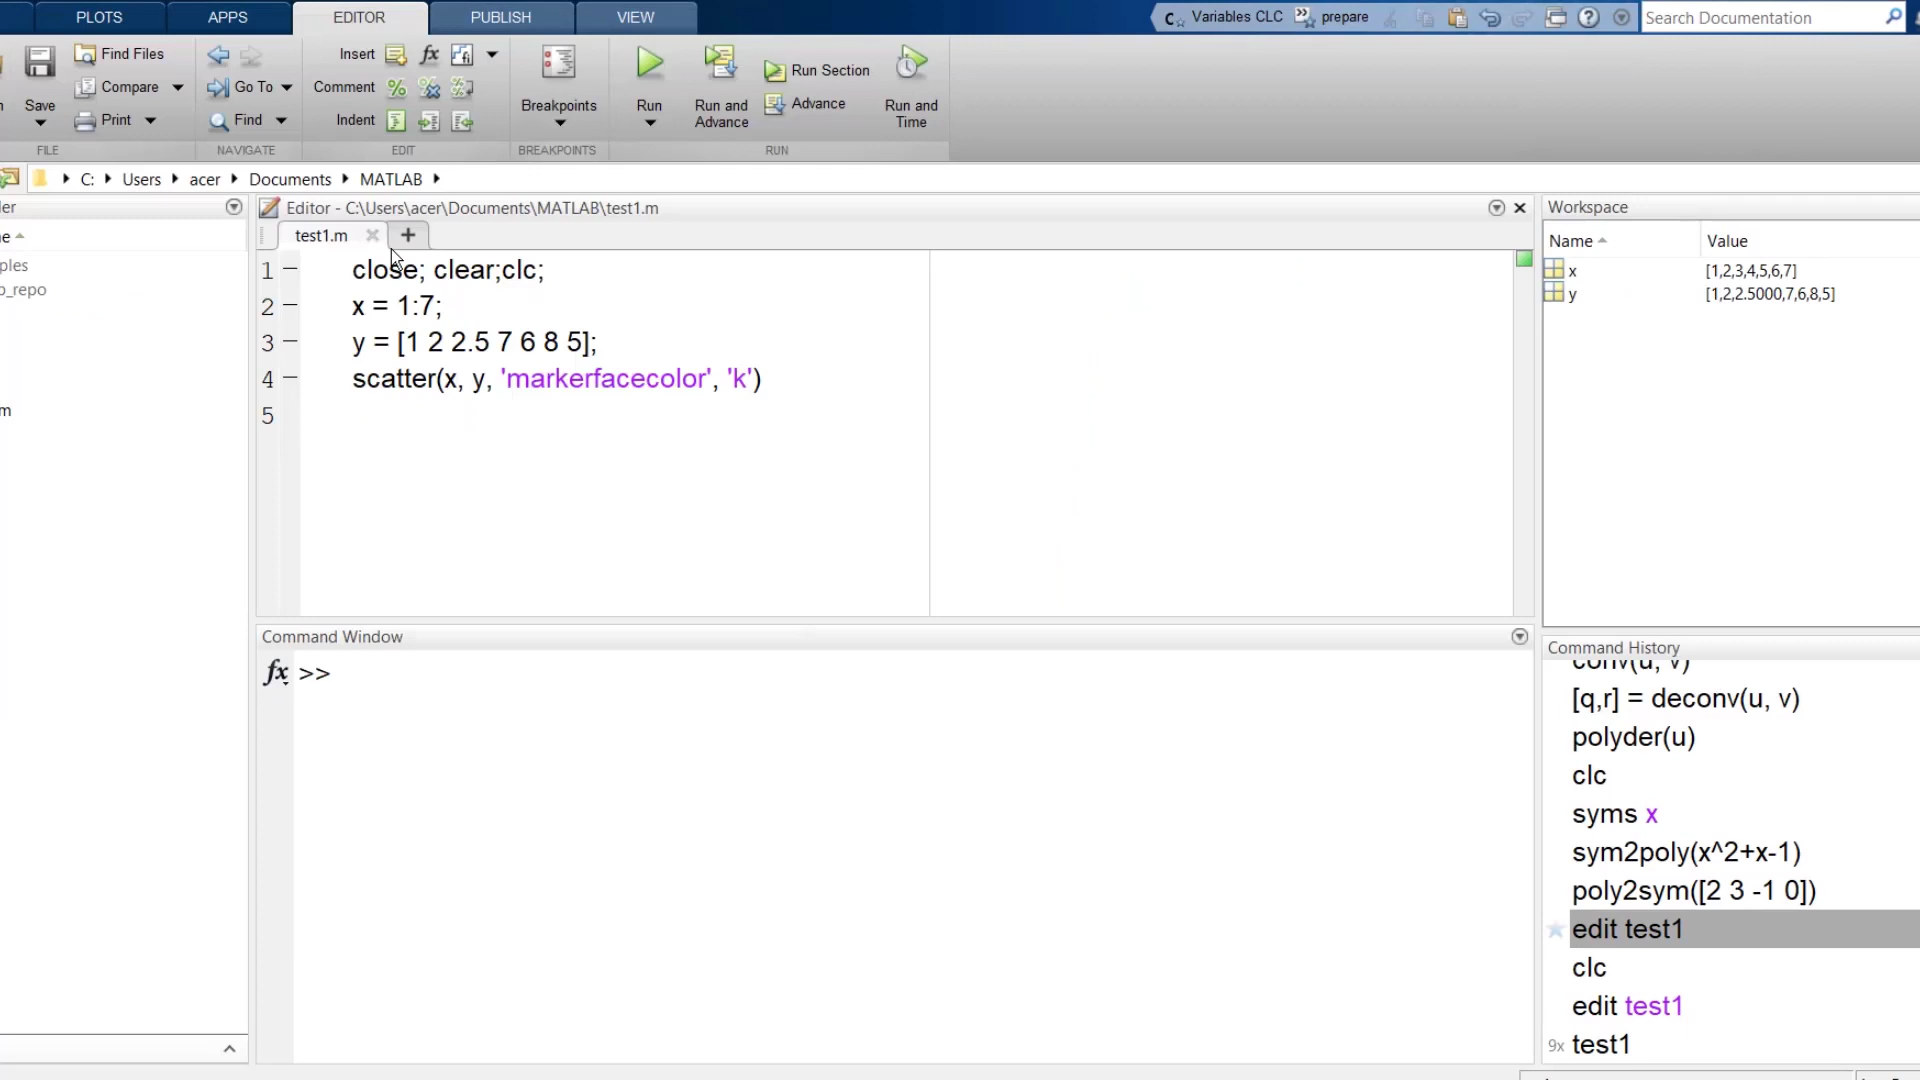 PLOTS APPS EDITOR PUBLISH VIEW
Variables CLC prepare Search Documentation
Save Find Files Compare Print
Go To Find
Insert fx
Comment %
Indent
Breakpoints
Run Run and Advance Run Section Advance Run and Time
FILE NAVIGATE EDIT BREAKPOINTS RUN
C: Users acer Documents MATLAB
Editor - C:\Users\acer\Documents\MATLAB\test1.m
test1.m +
1 close; clear;clc;
2 x = 1:7;
3 y = [1 2 2.5 7 6 8 5];
4 scatter(x, y, 'markerfacecolor', 'k')
5
Command Window
fx >>
Workspace
Name Value
x [1,2,3,4,5,6,7]
y [1,2,2.5000,7,6,8,5]
Command History
conv(u, v)
[q,r] = deconv(u, v)
polyder(u)
clc
syms x
sym2poly(x^2+x-1)
poly2sym([2 3 -1 0])
edit test1
clc
edit test1
9x test1